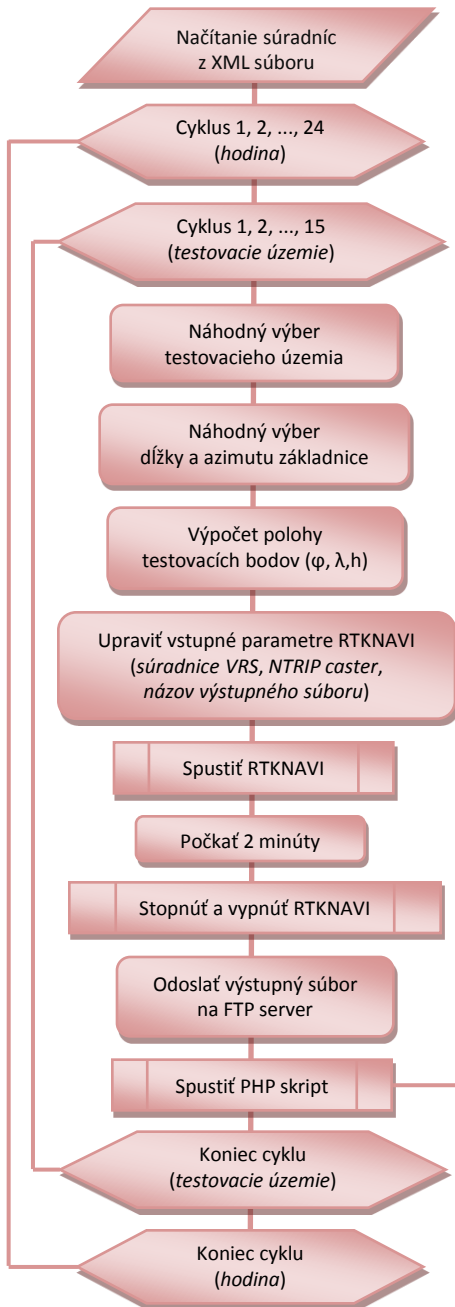 Načítanie súradníc
z XML súboru
Cyklus 1, 2, ..., 24
(hodina)
Cyklus 1, 2, ..., 15
(testovacie územie)
Náhodný výber
testovacieho územia
Náhodný výber
dĺžky a azimutu základnice
Výpočet polohy
testovacích bodov (φ, λ,h)
Upraviť vstupné parametre RTKNAVI
(súradnice VRS, NTRIP caster,
názov výstupného súboru)
Spustiť RTKNAVI
Počkať 2 minúty
Stopnúť a vypnúť RTKNAVI
Odoslať výstupný súbor
na FTP server
Spustiť PHP skript
Koniec cyklu
(testovacie územie)
Koniec cyklu
(hodina)